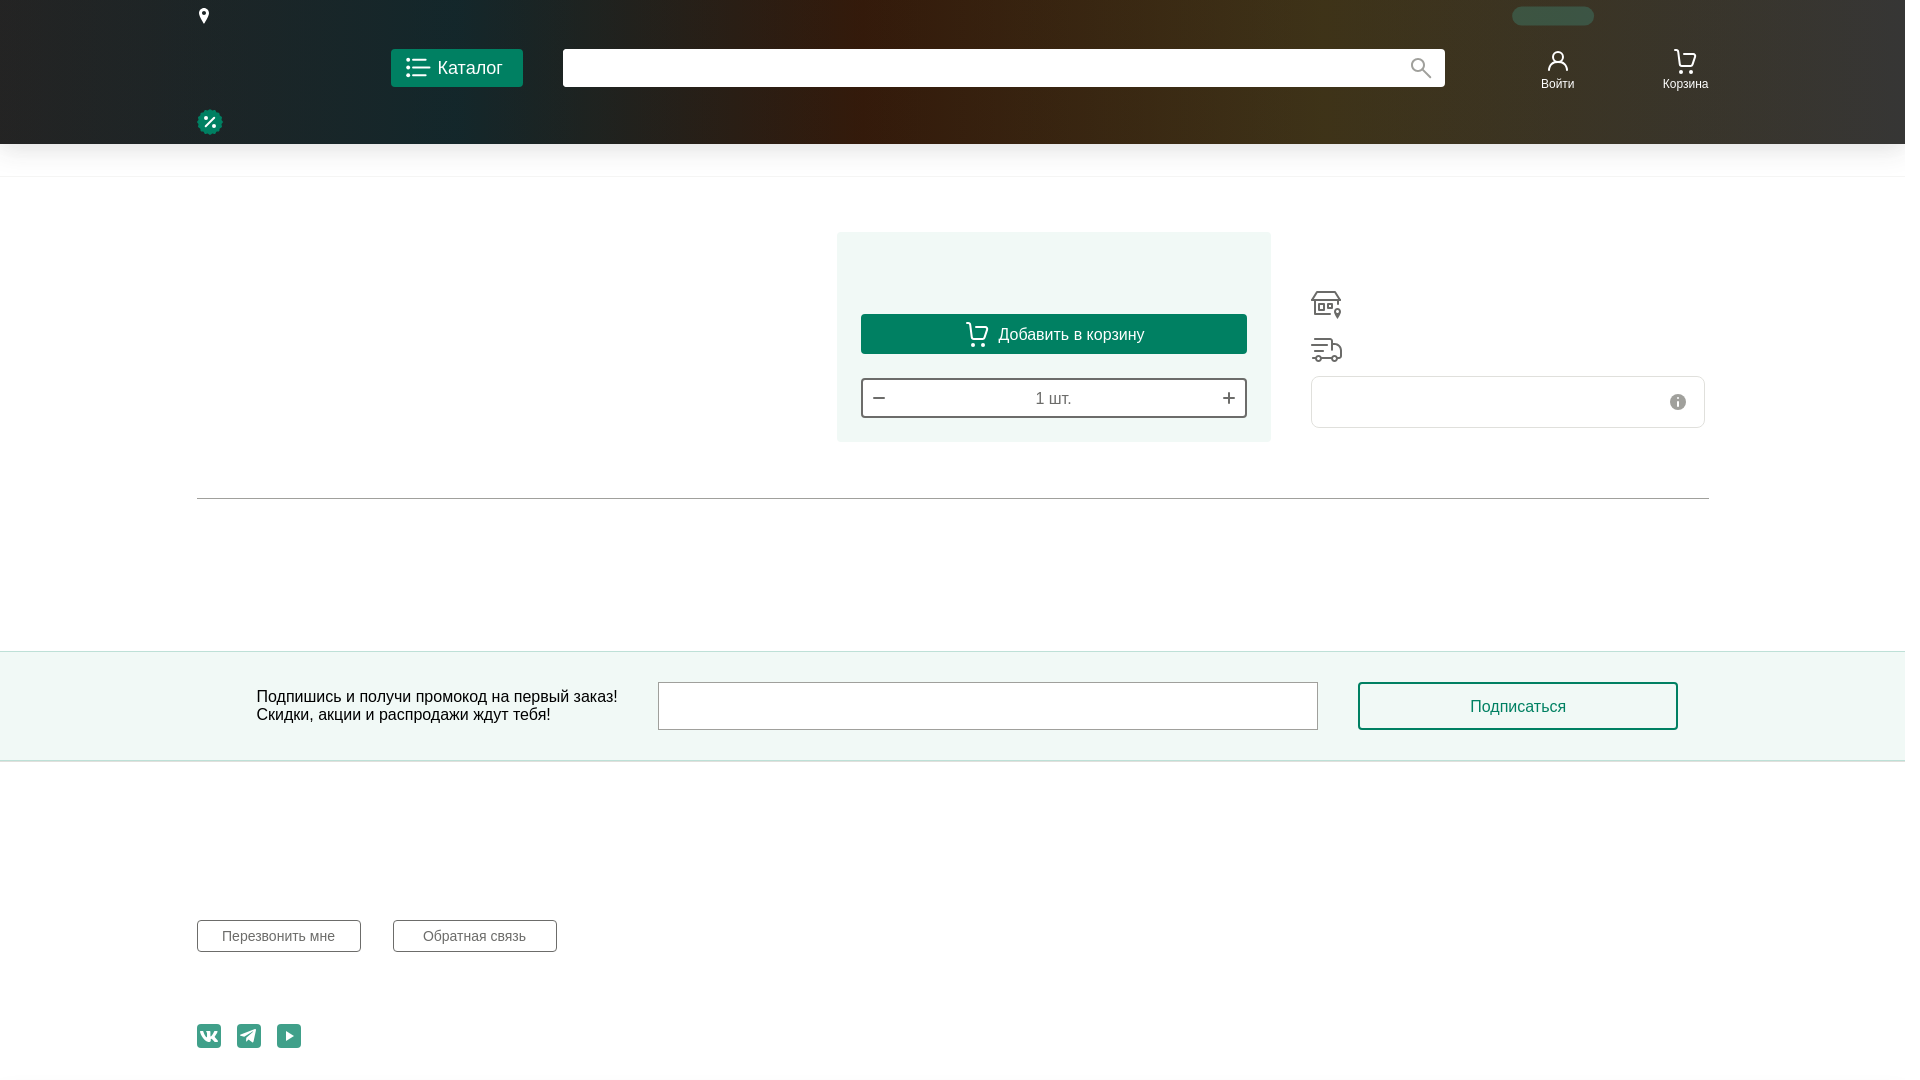 Каталог
Войти
Корзина
Добавить в корзину
1 шт.
Подпишись и получи промокод на первый заказ!
Скидки, акции и распродажи ждут тебя!
Подписаться
Перезвонить мне
Обратная связь